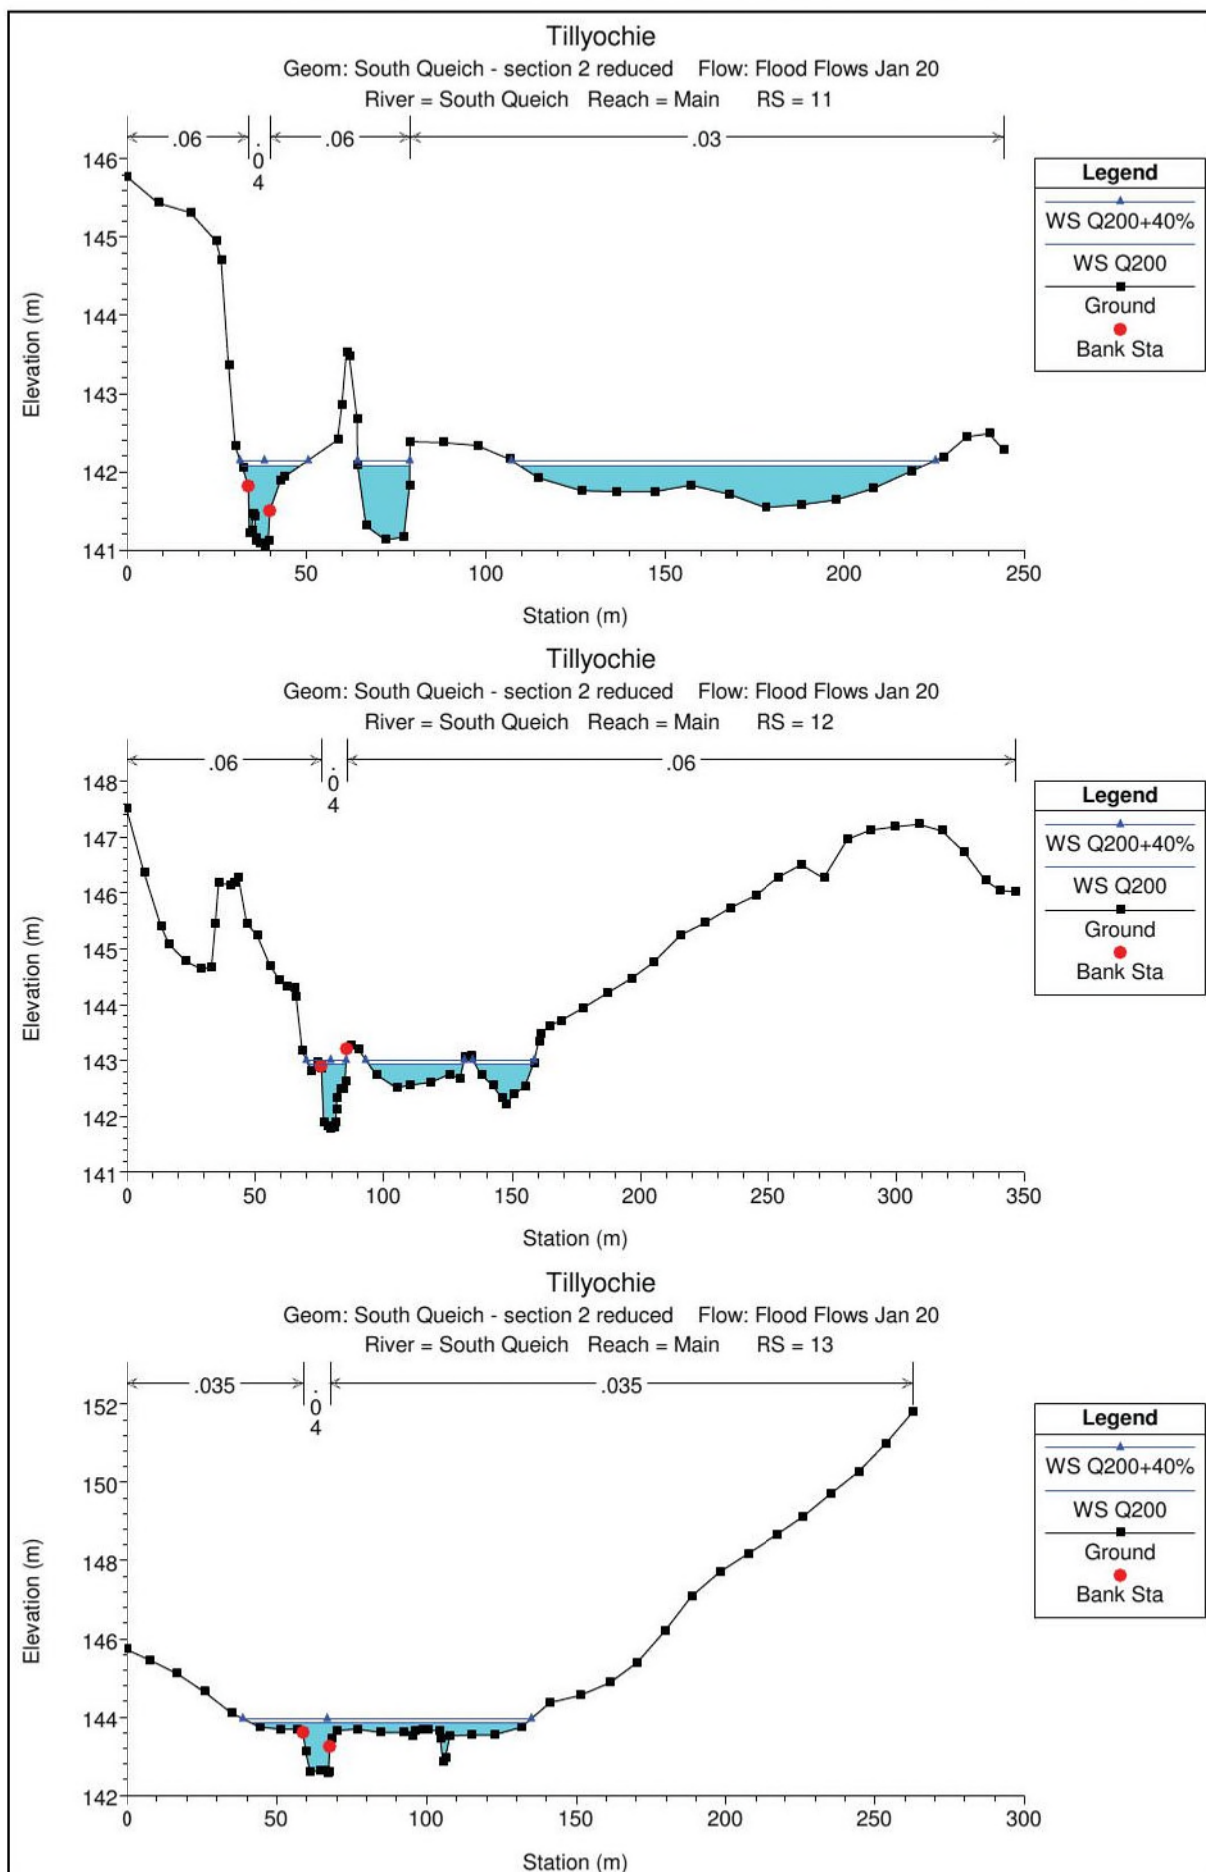 Tillyochie
Geom: South Queich - section 2 reduced Flow: Flood Flows Jan 20
River = South Queich Reach = Main RS = 11
.06 .04 .06 .03
146
145
144
143
142
141
Elevation (m)
0 50 100 150 200 250
Station (m)
Legend
WS Q200+40%
WS Q200
Ground
Bank Sta
Tillyochie
Geom: South Queich - section 2 reduced Flow: Flood Flows Jan 20
River = South Queich Reach = Main RS = 12
.06 .04 .06
148
147
146
145
144
143
142
141
Elevation (m)
0 50 100 150 200 250 300 350
Station (m)
Legend
WS Q200+40%
WS Q200
Ground
Bank Sta
Tillyochie
Geom: South Queich - section 2 reduced Flow: Flood Flows Jan 20
River = South Queich Reach = Main RS = 13
.035 .04 .035
152
150
148
146
144
142
Elevation (m)
0 50 100 150 200 250 300
Station (m)
Legend
WS Q200+40%
WS Q200
Ground
Bank Sta